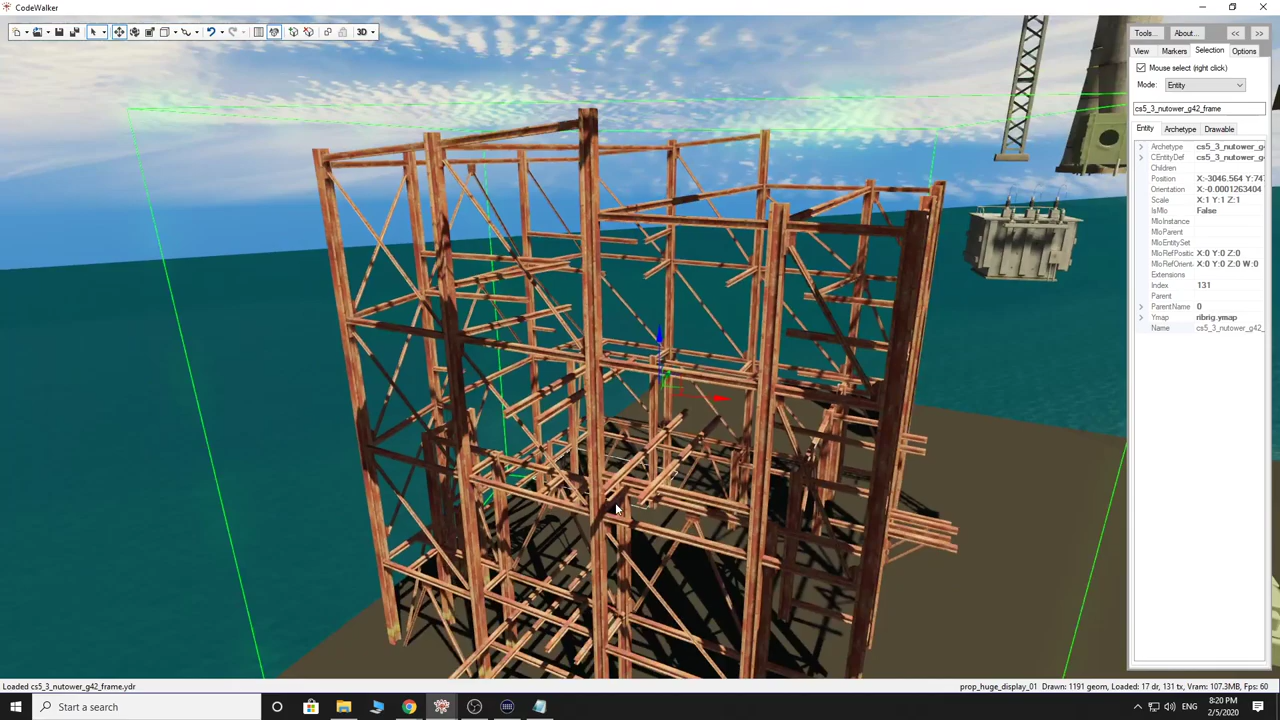 CodeWalker
3D
Tools...
About...
<<
>>
View
Markers
Selection
Options
Mouse select (right click)
Mode:
Entity
cs5_3_nutower_g42_frame
Entity
Archetype
Drawable
Archetype cs5_3_nutower_g
CEntityDef cs5_3_nutower_g
Children
Position X:-3046.564 Y:74
Orientation X:-0.0001263404
Scale X:1 Y:1 Z:1
IsMlo False
MloInstance
MloParent
MloEntitySet
MloRefPositic X:0 Y:0 Z:0
MloRefOrient X:0 Y:0 Z:0 W:0
Extensions
Index 131
Parent
ParentName 0
Ymap ribrig.ymap
Name cs5_3_nutower_g42_
Loaded cs5_3_nutower_g42_frame.ydr
prop_huge_display_01 Drawn: 1191 geom, Loaded: 17 dr, 131 tx, Vram: 107.3MB, Fps: 60
Start a search
ENG
8:20 PM
2/5/2020